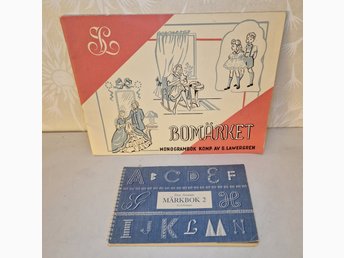 SL
BOMÄRKET
MONOGRAMBOK KOMP. AV S. LAWERGREN
A B C D E F
G
MÄRKBOK 2
H
I J K L M N